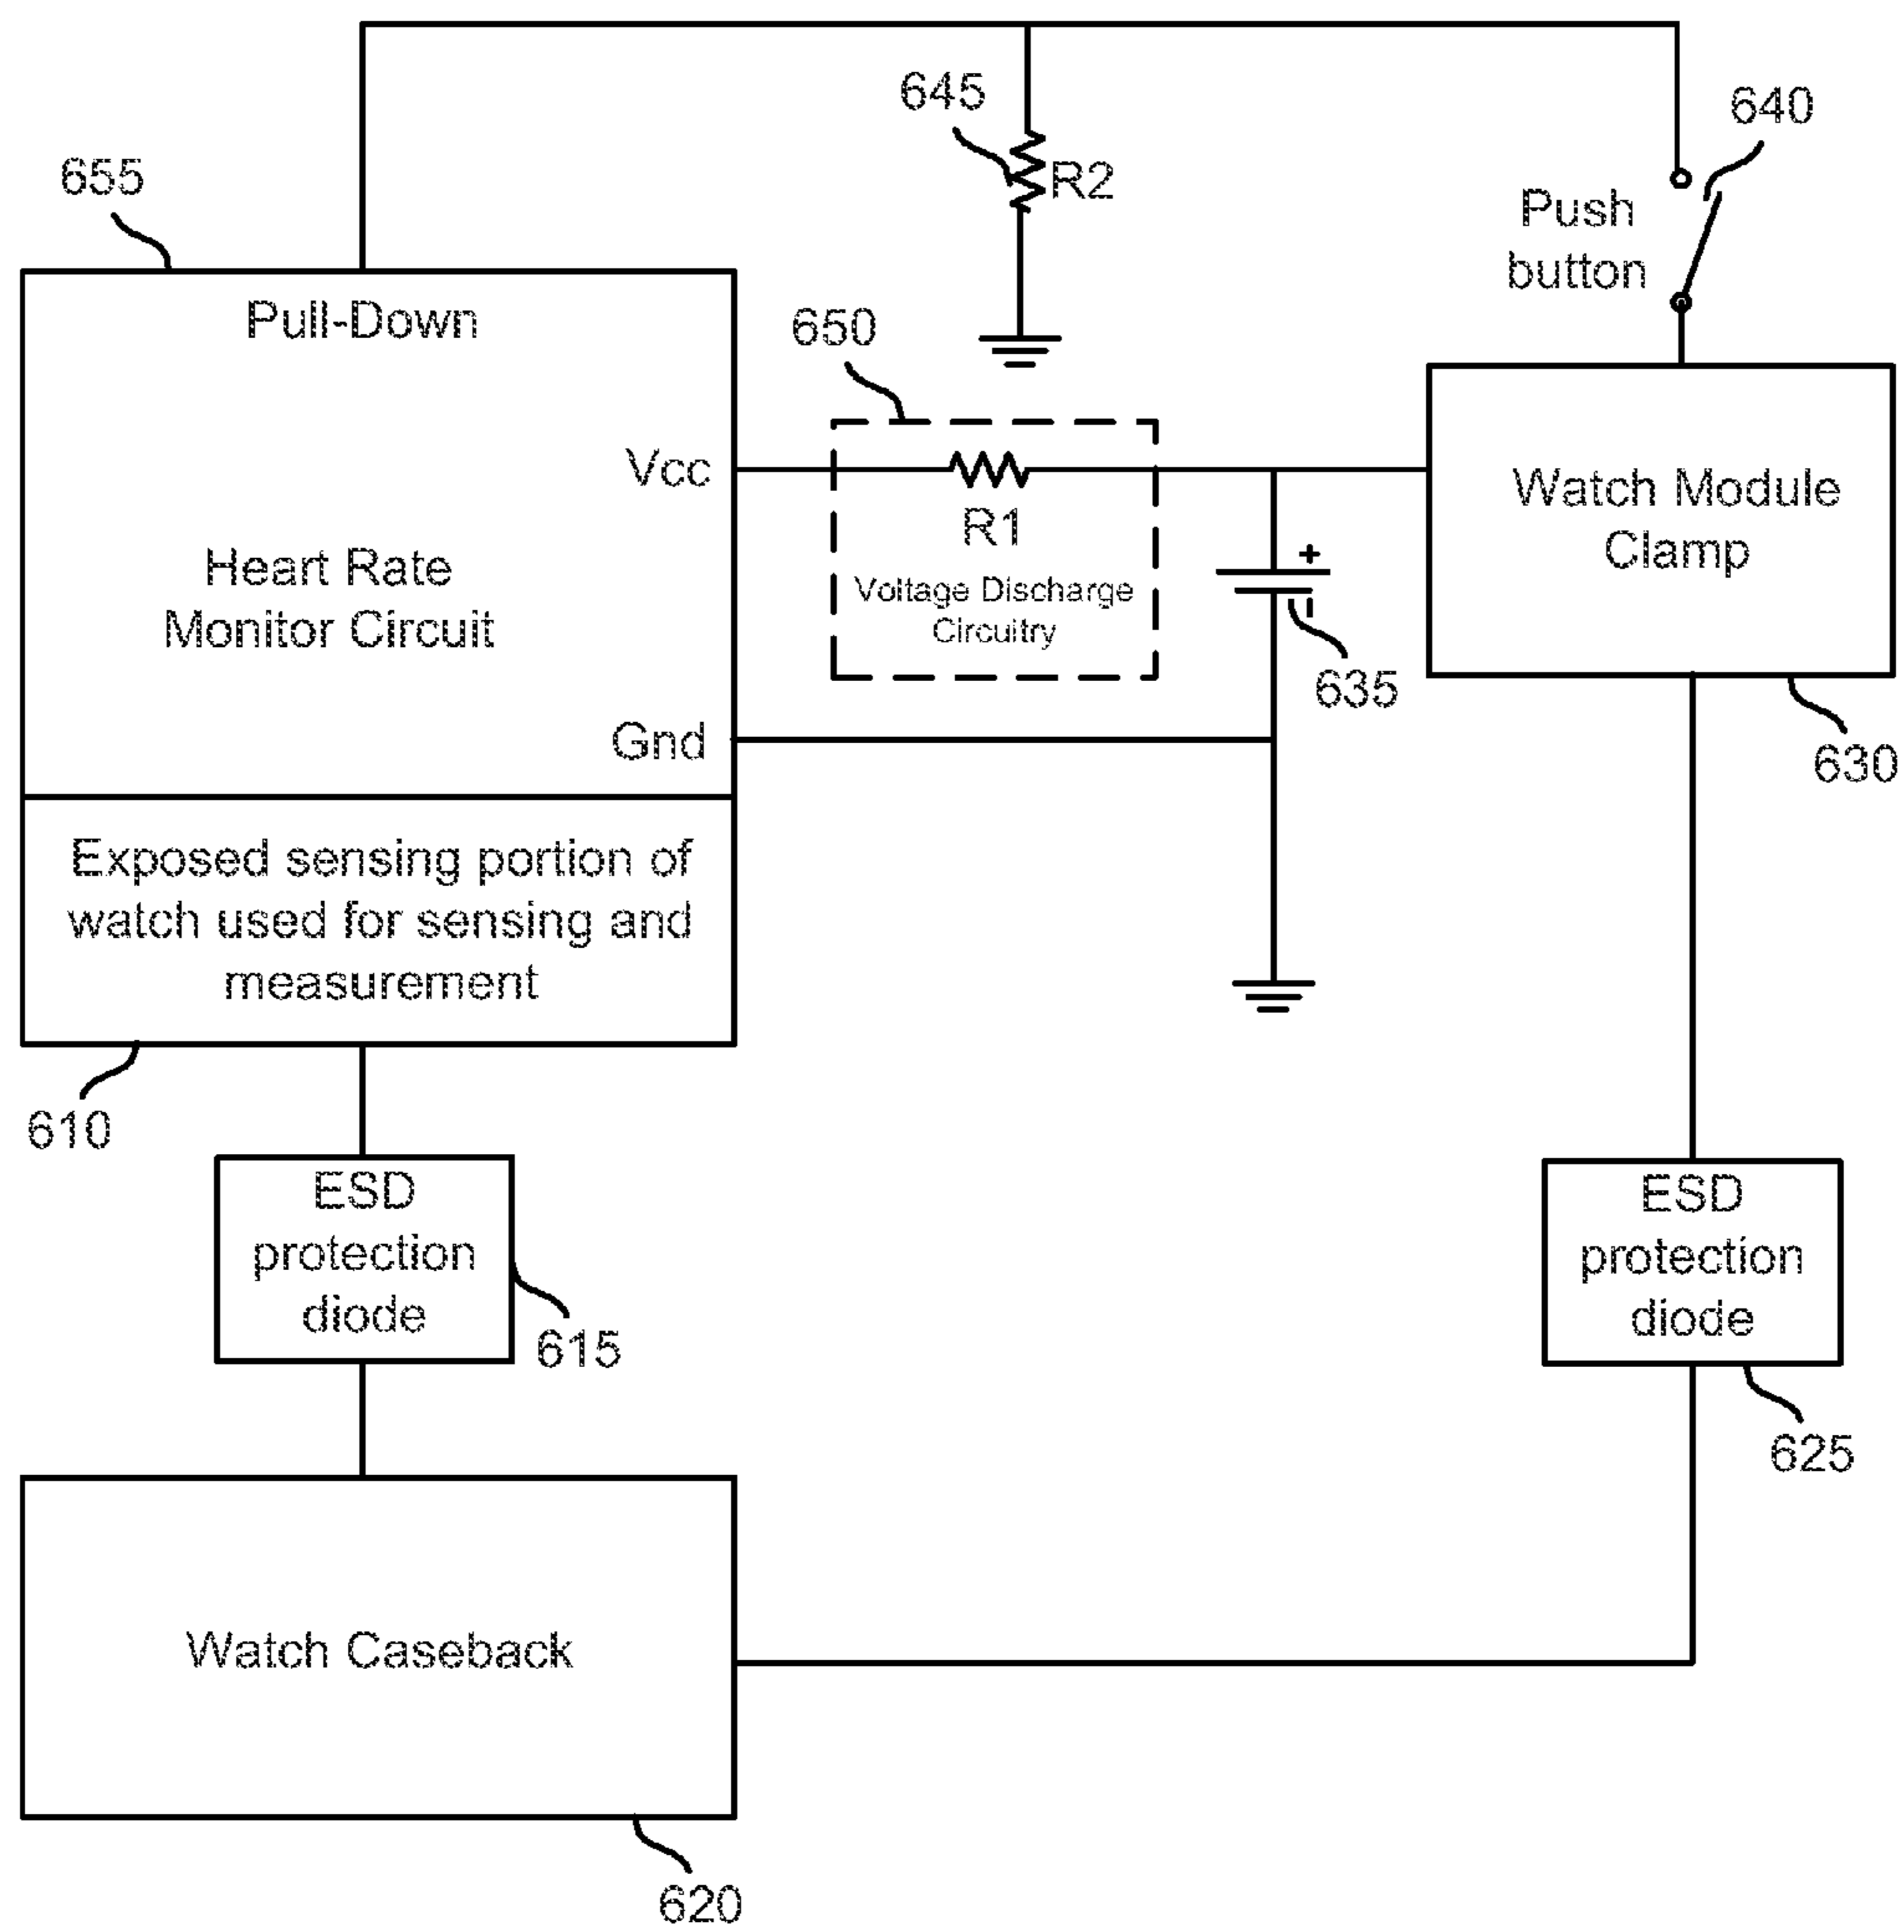 645
640
655
R2
Push
button
Pull-Down
650
Vcc
R1
Voltage Discharge
Circuitry
+
-
635
Watch Module
Clamp
630
Heart Rate
Monitor Circuit
Gnd
Exposed sensing portion of
watch used for sensing and
measurement
610
ESD
protection
diode
615
ESD
protection
diode
625
Watch Caseback
620